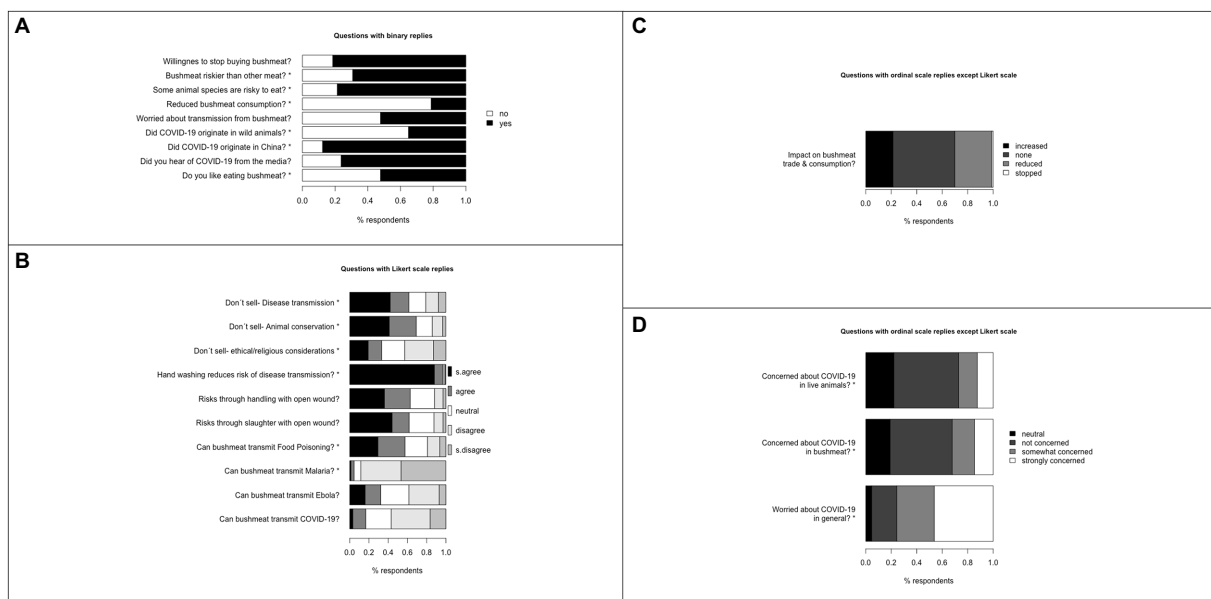 A
Questions with binary replies
Willingnes to stop buying bushmeat?
Bushmeat riskier than other meat? *
Some animal species are risky to eat? *
Reduced bushmeat consumption? *
Worried about transmission from bushmeat?
Did COVID-19 originate in wild animals? *
Did COVID-19 originate in China? *
Did you hear of COVID-19 from the media?
Do you like eating bushmeat? *
no
yes
0.0 0.2 0.4 0.6 0.8 1.0
% respondents
B
Questions with Likert scale replies
Don´t sell- Disease transmission *
Don´t sell- Animal conservation *
Don´t sell- ethical/religious considerations *
Hand washing reduces risk of disease transmission? *
Risks through handling with open wound?
Risks through slaughter with open wound?
Can bushmeat transmit Food Poisoning? *
Can bushmeat transmit Malaria? *
Can bushmeat transmit Ebola?
Can bushmeat transmit COVID-19?
s.agree
agree
neutral
disagree
s.disagree
0.0 0.2 0.4 0.6 0.8 1.0
% respondents
C
Questions with ordinal scale replies except Likert scale
Impact on bushmeat
trade & consumption?
increased
none
reduced
stopped
0.0 0.2 0.4 0.6 0.8 1.0
% respondents
D
Questions with ordinal scale replies except Likert scale
Concerned about COVID-19
in live animals? *
Concerned about COVID-19
in bushmeat? *
Worried about COVID-19
in general? *
neutral
not concerned
somewhat concerned
strongly concerned
0.0 0.2 0.4 0.6 0.8 1.0
% respondents